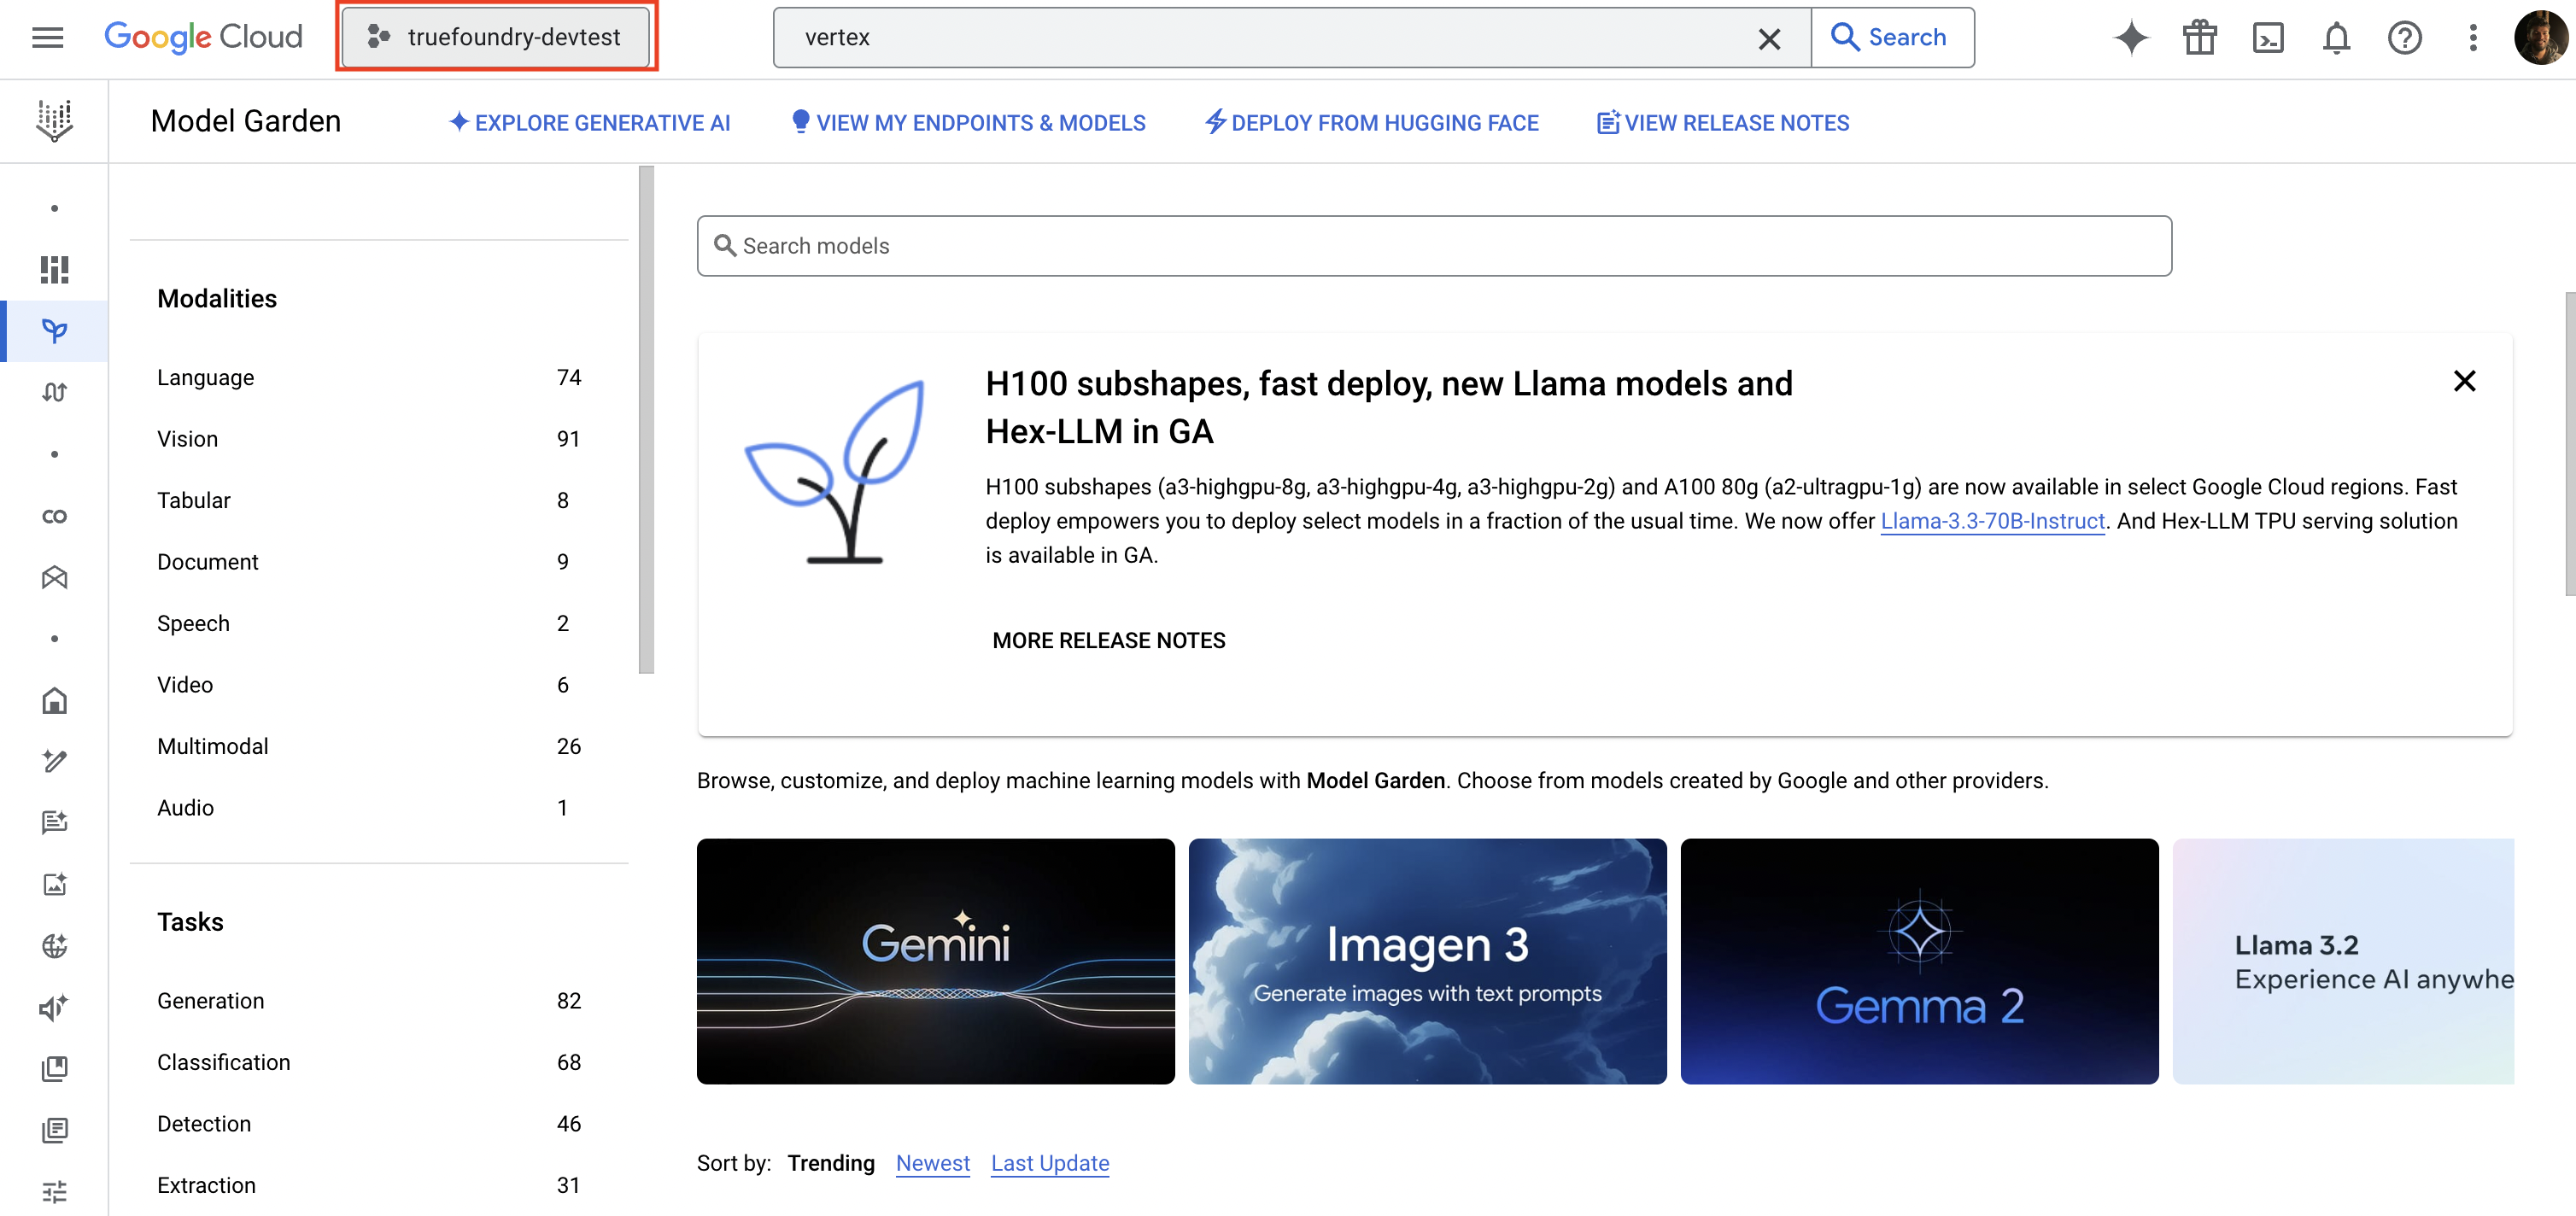 Google Cloud
truefoundry-devtest
vertex
Search
Model Garden
EXPLORE GENERATIVE AI
VIEW MY ENDPOINTS & MODELS
DEPLOY FROM HUGGING FACE
VIEW RELEASE NOTES
Modalities
Language 74
Vision 91
Tabular 8
Document 9
Speech 2
Video 6
Multimodal 26
Audio 1
Tasks
Generation 82
Classification 68
Detection 46
Extraction 31
Search models
H100 subshapes, fast deploy, new Llama models and
Hex-LLM in GA
H100 subshapes (a3-highgpu-8g, a3-highgpu-4g, a3-highgpu-2g) and A100 80g (a2-ultragpu-1g) are now available in select Google Cloud regions. Fast
deploy empowers you to deploy select models in a fraction of the usual time. We now offer Llama-3.3-70B-Instruct. And Hex-LLM TPU serving solution
is available in GA.
MORE RELEASE NOTES
Browse, customize, and deploy machine learning models with Model Garden. Choose from models created by Google and other providers.
Gemini
Imagen 3
Generate images with text prompts
Gemma 2
Llama 3.2
Experience AI anywhe
Sort by: Trending Newest Last Update